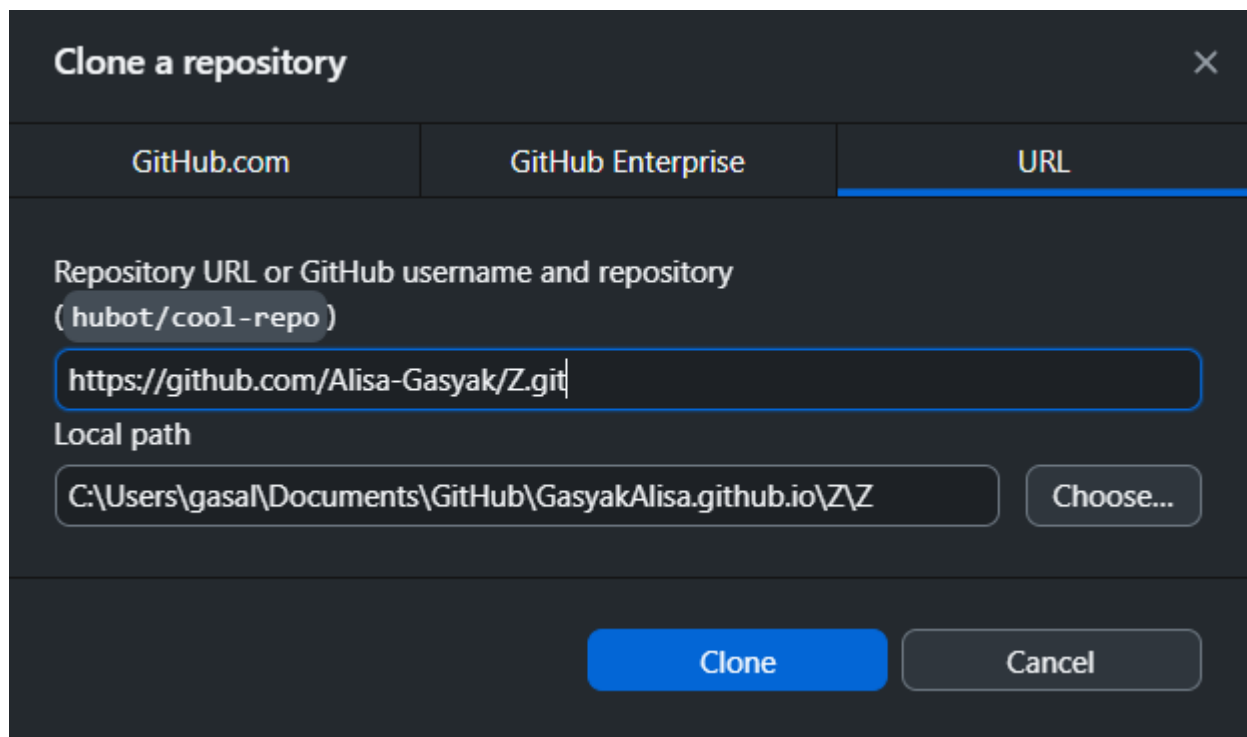 Clone a repository
GitHub.com
GitHub Enterprise
URL
Repository URL or GitHub username and repository
(hubot/cool-repo)
https://github.com/Alisa-Gasyak/Z.git
Local path
C:\Users\gasal\Documents\GitHub\GasyakAlisa.github.io\Z\Z
Choose...
Clone
Cancel